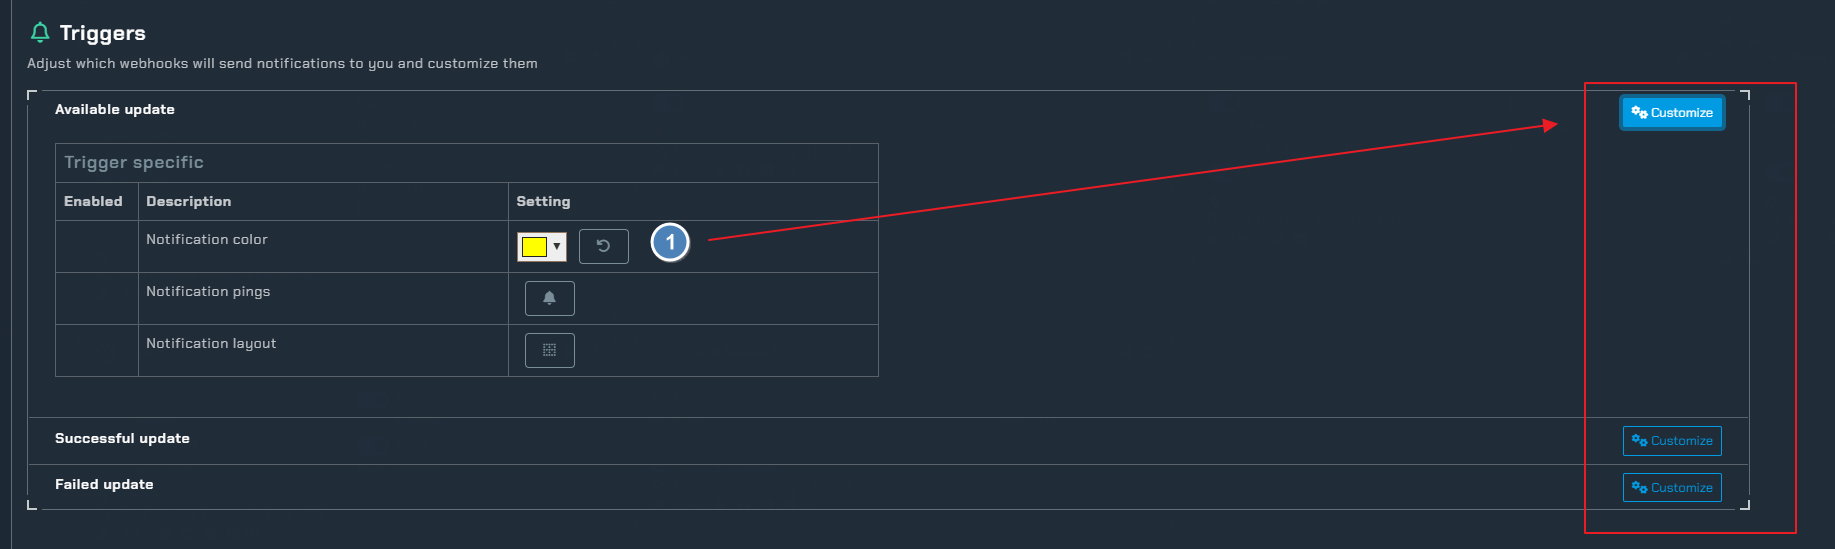 Triggers
Adjust which webhooks will send notifications to you and customize them
Available update
Customize
Trigger specific
Enabled Description Setting
Notification color
1
Notification pings
Notification layout
Successful update
Customize
Failed update
Customize